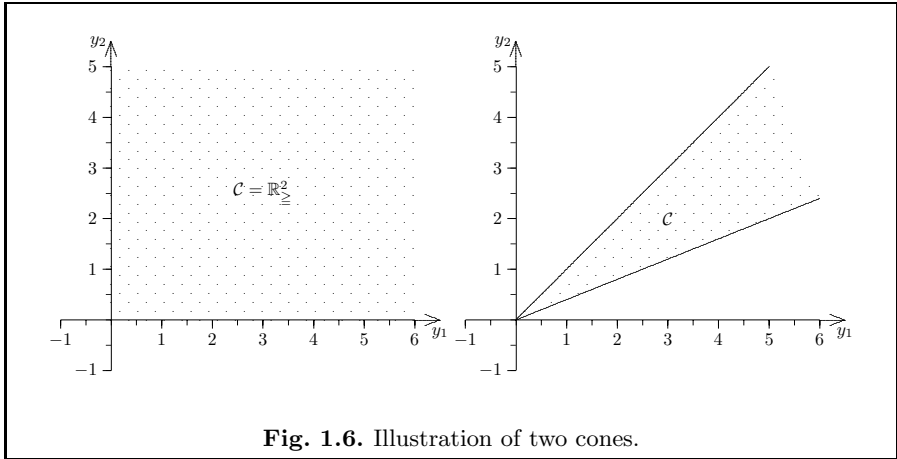 y₂ y₂
5 5
4 4
3 3
𝒞 = ℝ²≧
2 2
𝒞
1 1
−1 1 2 3 4 5 6 y₁ −1 1 2 3 4 5 6 y₁
−1 −1
Fig. 1.6. Illustration of two cones.